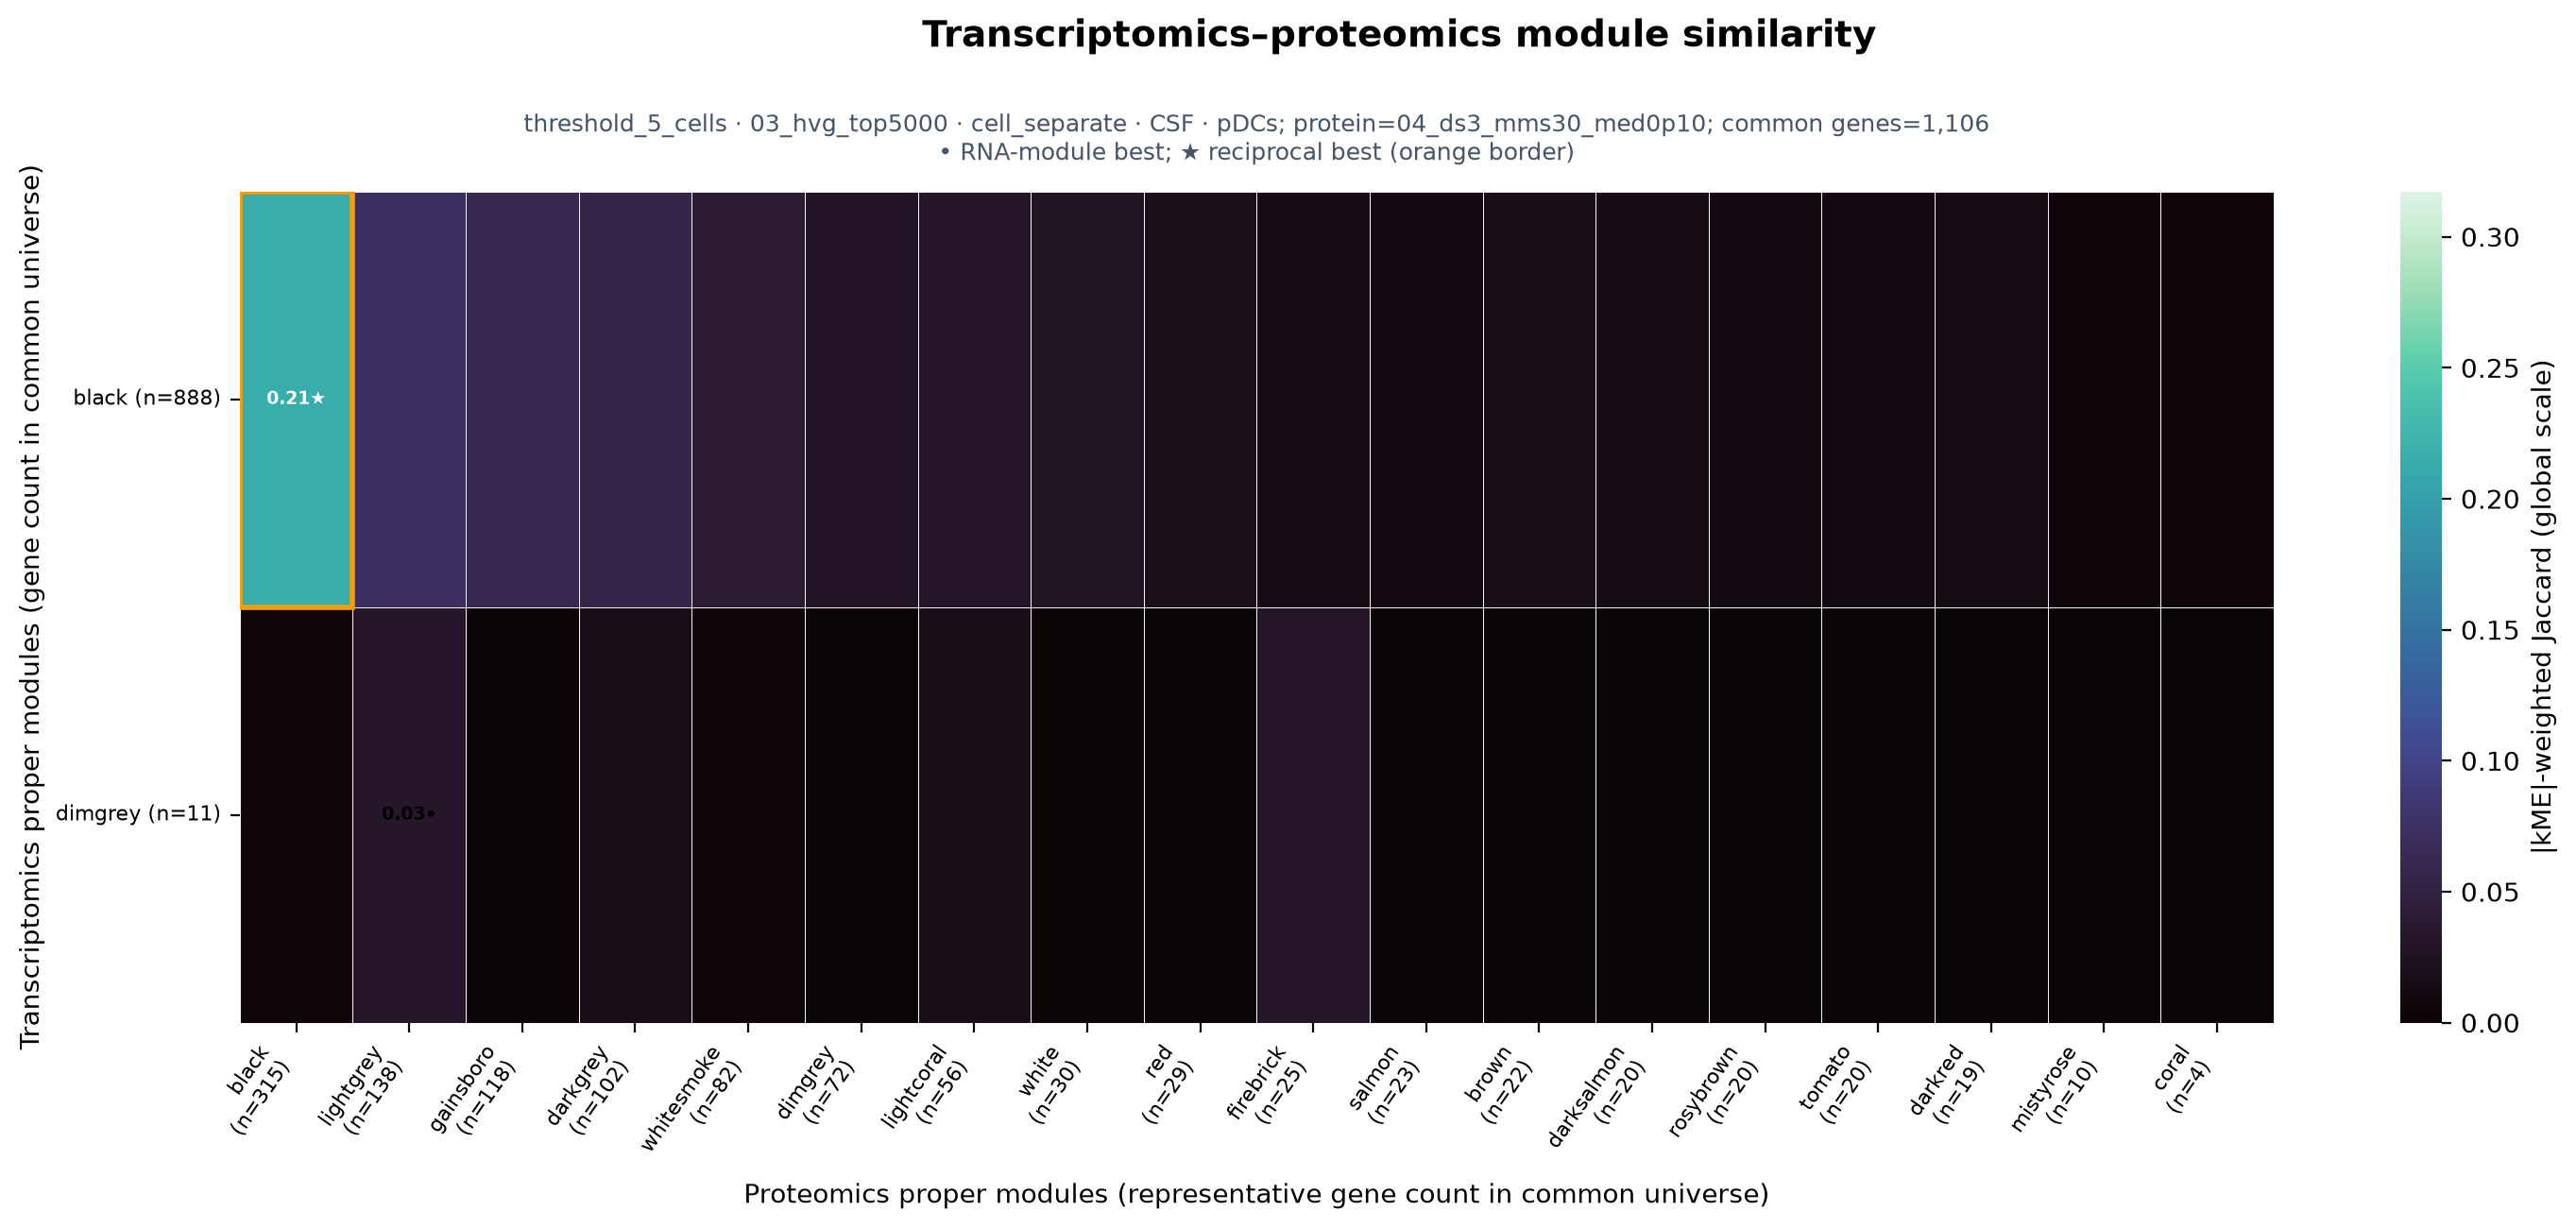 Transcriptomics–proteomics module similarity
threshold_5_cells · 03_hvg_top5000 · cell_separate · CSF · pDCs; protein=04_ds3_mms30_med0p10; common genes=1,106
• RNA-module best; ★ reciprocal best (orange border)
Transcriptomics proper modules (gene count in common universe)
black (n=888)
dimgrey (n=11)
0.21★
0.03•
black
(n=315)
lightgrey
(n=138)
gainsboro
(n=118)
darkgrey
(n=102)
whitesmoke
(n=82)
dimgrey
(n=72)
lightcoral
(n=56)
white
(n=30)
red
(n=29)
firebrick
(n=25)
salmon
(n=23)
brown
(n=22)
darksalmon
(n=20)
rosybrown
(n=20)
tomato
(n=20)
darkred
(n=19)
mistyrose
(n=10)
coral
(n=4)
Proteomics proper modules (representative gene count in common universe)
0.30
0.25
0.20
0.15
0.10
0.05
0.00
|kME|-weighted Jaccard (global scale)